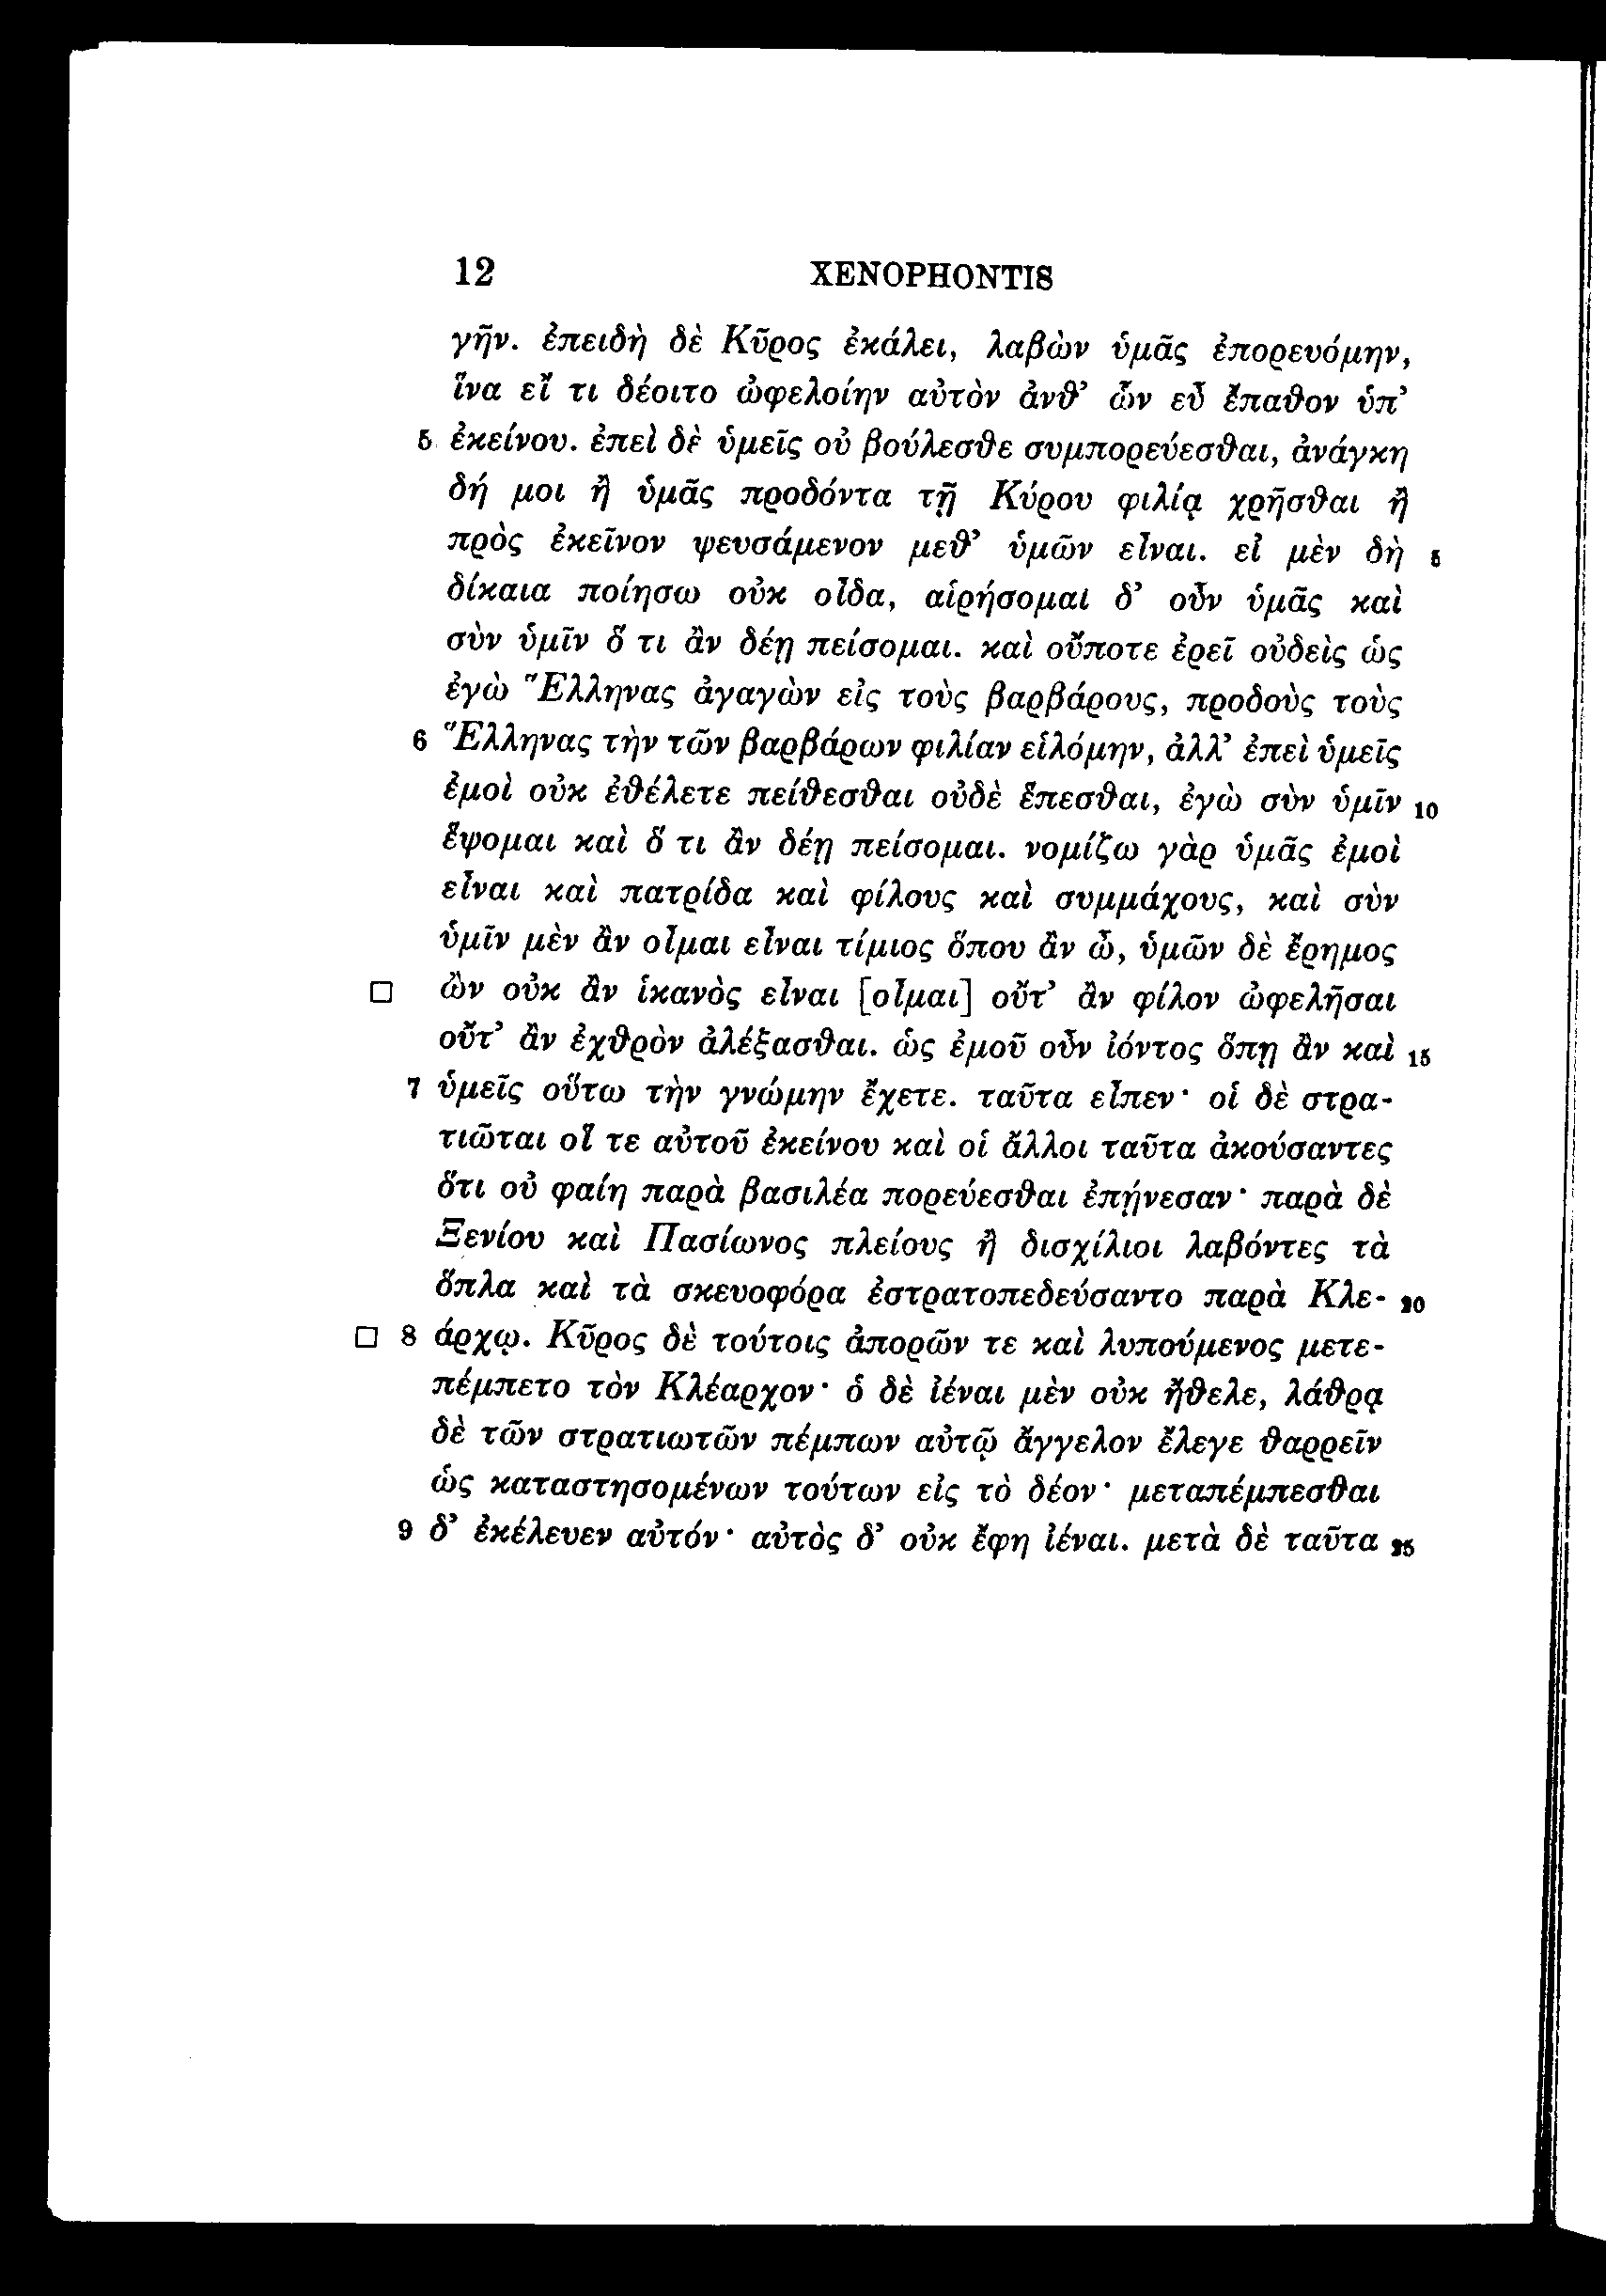 12 XENOPHONTIS
γῆν. ἐπειδὴ δὲ Κῦρος ἐκάλει, λαβὼν ὑμᾶς ἐπορευόμην,
ἵνα εἴ τι δέοιτο ὠφελοίην αὐτὸν ἀνθ’ ὧν εὖ ἔπαθον ὑπ’
5 ἐκείνου. ἐπεὶ δὲ ὑμεῖς οὐ βούλεσθε συμπορεύεσθαι, ἀνάγκη
δή μοι ἢ ὑμᾶς προδόντα τῇ Κύρου φιλίᾳ χρῆσθαι ἢ
πρὸς ἐκεῖνον ψευσάμενον μεθ’ ὑμῶν εἶναι. εἰ μὲν δὴ 5
δίκαια ποίησω οὐκ οἶδα, αἱρήσομαι δ’ οὖν ὑμᾶς καὶ
σὺν ὑμῖν ὅ τι ἂν δέῃ πείσομαι. καὶ οὔποτε ἐρεῖ οὐδεὶς ὡς
ἐγὼ Ἕλληνας ἀγαγὼν εἰς τοὺς βαρβάρους, προδοὺς τοὺς
6 Ἕλληνας τὴν τῶν βαρβάρων φιλίαν εἱλόμην, ἀλλ’ ἐπεὶ ὑμεῖς
ἐμοὶ οὐκ ἐθέλετε πείθεσθαι οὐδὲ ἕπεσθαι, ἐγὼ σὺν ὑμῖν 10
ἕψομαι καὶ ὅ τι ἂν δέῃ πείσομαι. νομίζω γὰρ ὑμᾶς ἐμοὶ
εἶναι καὶ πατρίδα καὶ φίλους καὶ συμμάχους, καὶ σὺν
ὑμῖν μὲν ἂν οἶμαι εἶναι τίμιος ὅπου ἂν ὦ, ὑμῶν δὲ ἔρημος
□ ὢν οὐκ ἂν ἱκανὸς εἶναι [οἶμαι] οὔτ’ ἂν φίλον ὠφελῆσαι
οὔτ’ ἂν ἐχθρὸν ἀλέξασθαι. ὡς ἐμοῦ οὖν ἰόντος ὅπῃ ἂν καὶ 15
7 ὑμεῖς οὕτω τὴν γνώμην ἔχετε. ταῦτα εἶπεν· οἱ δὲ στρα-
τιῶται οἵ τε αὐτοῦ ἐκείνου καὶ οἱ ἄλλοι ταῦτα ἀκούσαντες
ὅτι οὐ φαίη παρὰ βασιλέα πορεύεσθαι ἐπῄνεσαν· παρὰ δὲ
Ξενίου καὶ Πασίωνος πλείους ἢ δισχίλιοι λαβόντες τὰ
ὅπλα καὶ τὰ σκευοφόρα ἐστρατοπεδεύσαντο παρὰ Κλε- 20
□ 8 άρχῳ. Κῦρος δὲ τούτοις ἀπορῶν τε καὶ λυπούμενος μετε-
πέμπετο τὸν Κλέαρχον· ὁ δὲ ἰέναι μὲν οὐκ ἤθελε, λάθρᾳ
δὲ τῶν στρατιωτῶν πέμπων αὐτῷ ἄγγελον ἔλεγε θαρρεῖν
ὡς καταστησομένων τούτων εἰς τὸ δέον· μεταπέμπεσθαι
9 δ’ ἐκέλευεν αὐτόν· αὐτὸς δ’ οὐκ ἔφη ἰέναι. μετὰ δὲ ταῦτα 25